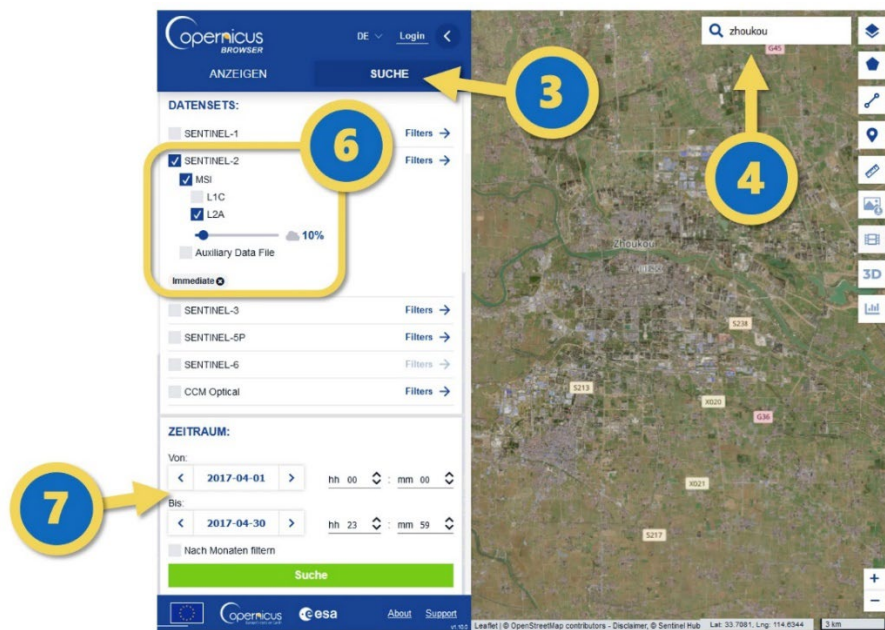 Copernicus
BROWSER
DE
Login
ANZEIGEN
SUCHE
3
DATENSETS:
SENTINEL-1
Filters →
6
SENTINEL-2
Filters →
MSI
L1C
L2A
10%
Auxiliary Data File
Immediate
SENTINEL-3
Filters →
SENTINEL-5P
Filters →
SENTINEL-6
Filters →
CCM Optical
Filters →
ZEITRAUM:
Von:
2017-04-01
hh 00 : mm 00
7
Bis:
2017-04-30
hh 23 : mm 59
Nach Monaten filtern
Suche
Copernicus
esa
About
Support
zhoukou
G45
4
Zhoukou
S238
S213
X020
G36
X021
S217
3D
+
−
Leaflet | © OpenStreetMap contributors - Disclaimer, © Sentinel Hub
Lat: 33.7081, Lng: 114.6344
3 km